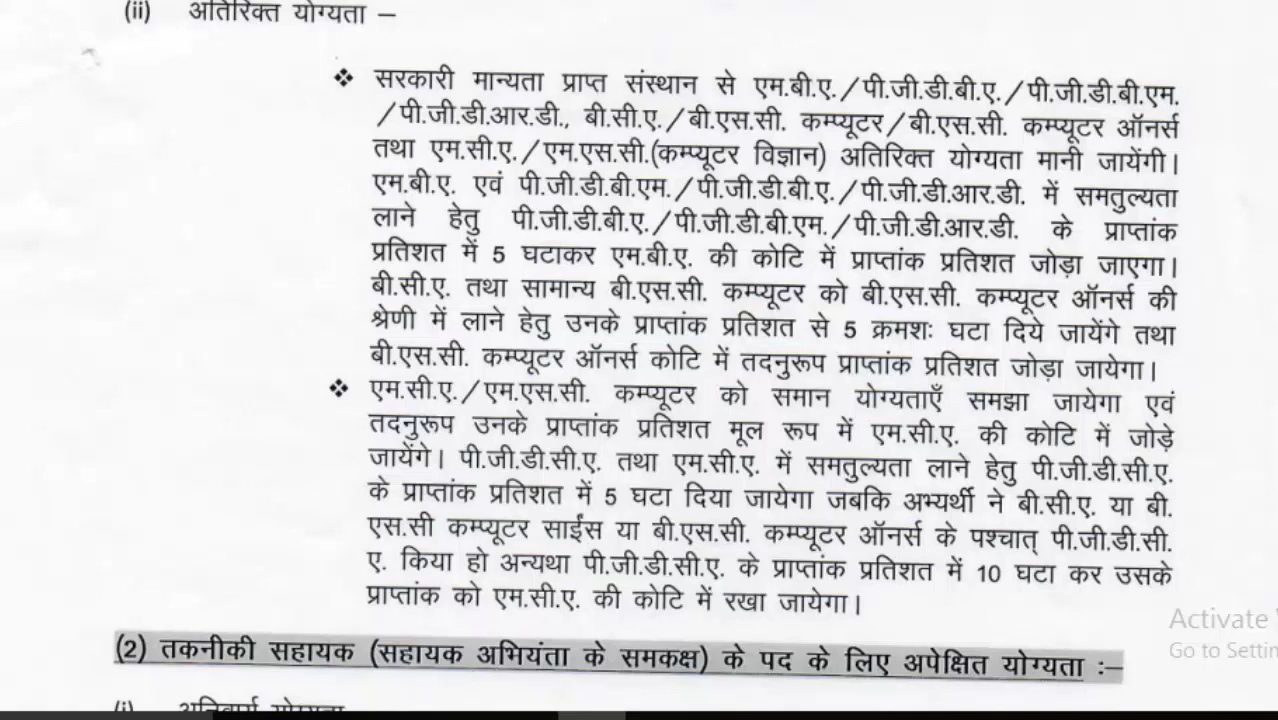 (ii) अतिरिक्त योग्यता –
❖ सरकारी मान्यता प्राप्त संस्थान से एम.बी.ए./पी.जी.डी.बी.ए./पी.जी.डी.बी.एम.
/पी.जी.डी.आर.डी., बी.सी.ए./बी.एस.सी. कम्प्यूटर/बी.एस.सी. कम्प्यूटर ऑनर्स
तथा एम.सी.ए./एम.एस.सी.(कम्प्यूटर विज्ञान) अतिरिक्त योग्यता मानी जायेंगी।
एम.बी.ए. एवं पी.जी.डी.बी.एम./पी.जी.डी.बी.ए./पी.जी.डी.आर.डी. में समतुल्यता
लाने हेतु पी.जी.डी.बी.ए./पी.जी.डी.बी.एम./पी.जी.डी.आर.डी. के प्राप्तांक
प्रतिशत में 5 घटाकर एम.बी.ए. की कोटि में प्राप्तांक प्रतिशत जोड़ा जाएगा।
बी.सी.ए. तथा सामान्य बी.एस.सी. कम्प्यूटर को बी.एस.सी. कम्प्यूटर ऑनर्स की
श्रेणी में लाने हेतु उनके प्राप्तांक प्रतिशत से 5 क्रमशः घटा दिये जायेंगे तथा
बी.एस.सी. कम्प्यूटर ऑनर्स कोटि में तदनुरूप प्राप्तांक प्रतिशत जोड़ा जायेगा।
❖ एम.सी.ए./एम.एस.सी. कम्प्यूटर को समान योग्यताएँ समझा जायेगा एवं
तदनुरूप उनके प्राप्तांक प्रतिशत मूल रूप में एम.सी.ए. की कोटि में जोड़े
जायेंगे। पी.जी.डी.सी.ए. तथा एम.सी.ए. में समतुल्यता लाने हेतु पी.जी.डी.सी.ए.
के प्राप्तांक प्रतिशत में 5 घटा दिया जायेगा जबकि अभ्यर्थी ने बी.सी.ए. या बी.
एस.सी कम्प्यूटर साईंस या बी.एस.सी. कम्प्यूटर ऑनर्स के पश्चात् पी.जी.डी.सी.
ए. किया हो अन्यथा पी.जी.डी.सी.ए. के प्राप्तांक प्रतिशत में 10 घटा कर उसके
प्राप्तांक को एम.सी.ए. की कोटि में रखा जायेगा।
Activate
Go to Settin
(2) तकनीकी सहायक (सहायक अभियंता के समकक्ष) के पद के लिए अपेक्षित योग्यता :–
(i) अनिवार्य योग्यता